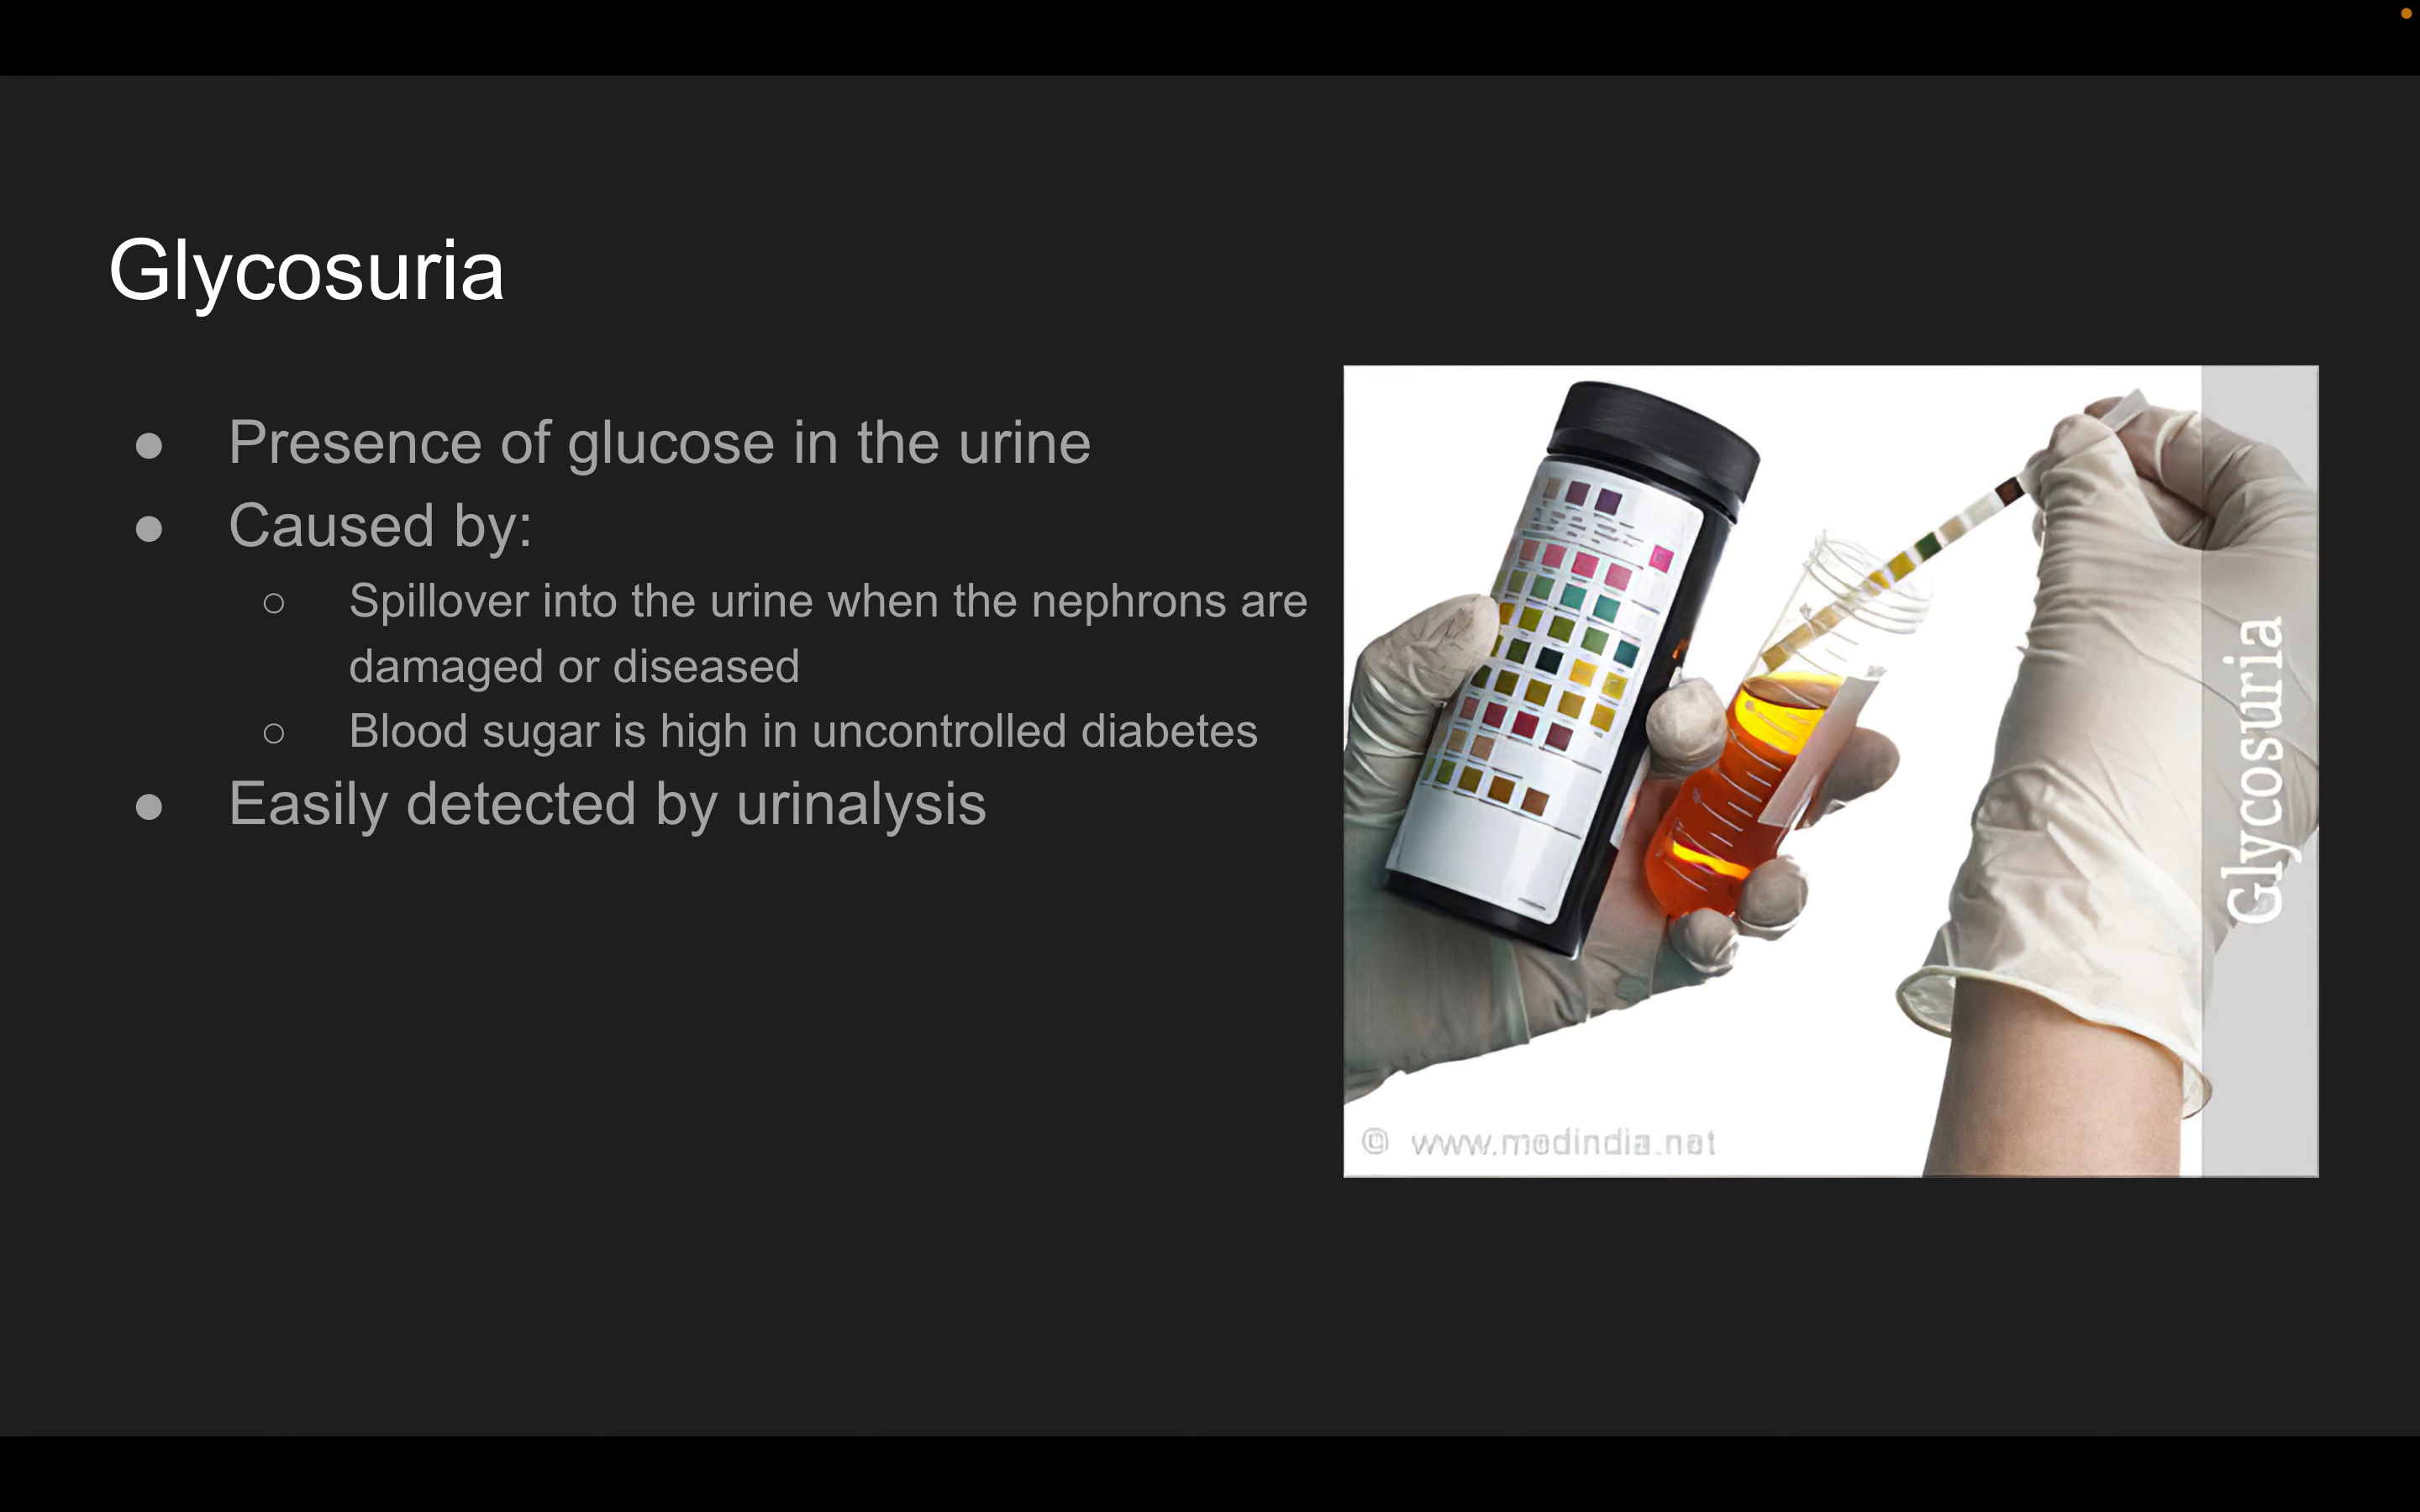 Glycosuria
Presence of glucose in the urine
Caused by:
Spillover into the urine when the nephrons are
damaged or diseased
Blood sugar is high in uncontrolled diabetes
Easily detected by urinalysis
Glycosuria
© www.medindia.net